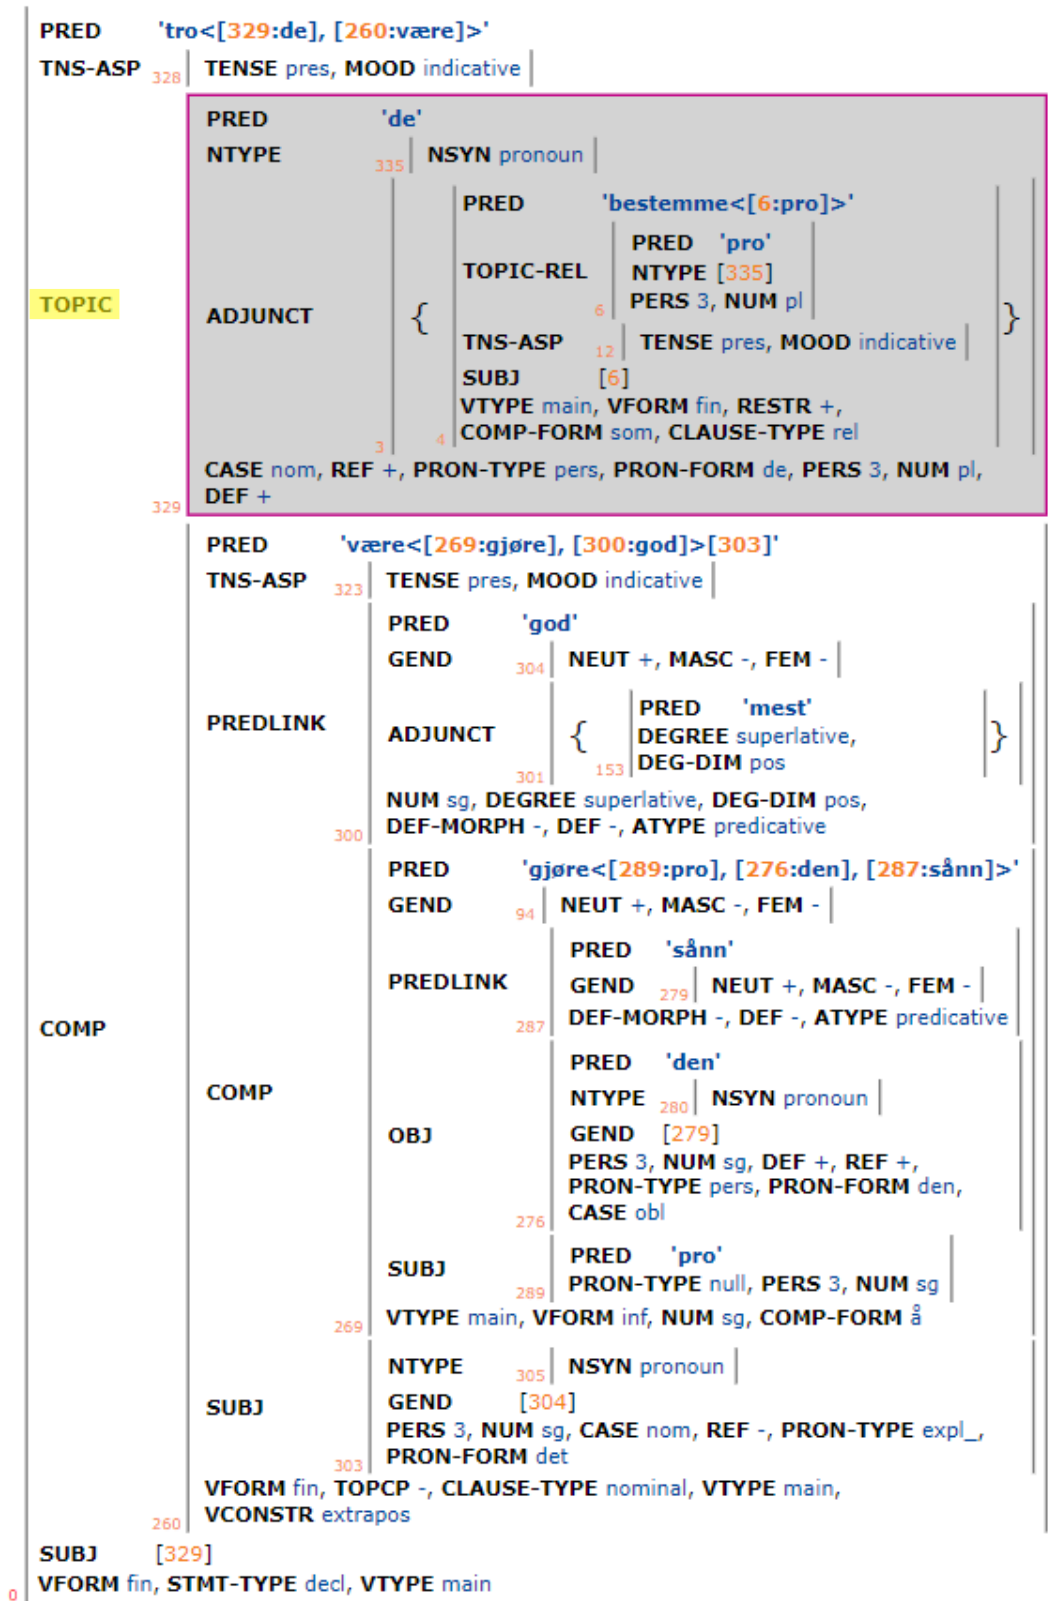 PRED 'tro<[329:de], [260:være]>'
TNS-ASP 328 TENSE pres, MOOD indicative
PRED 'de'
NTYPE 335 NSYN pronoun
PRED 'bestemme<[6:pro]>'
PRED 'pro'
TOPIC-REL NTYPE [335]
6 PERS 3, NUM pl
TOPIC ADJUNCT { }
TNS-ASP 12 TENSE pres, MOOD indicative
SUBJ [6]
VTYPE main, VFORM fin, RESTR +,
3 4 COMP-FORM som, CLAUSE-TYPE rel
CASE nom, REF +, PRON-TYPE pers, PRON-FORM de, PERS 3, NUM pl,
329 DEF +
PRED 'være<[269:gjøre], [300:god]>[303]'
TNS-ASP 323 TENSE pres, MOOD indicative
PRED 'god'
GEND 304 NEUT +, MASC -, FEM -
PRED 'mest'
PREDLINK ADJUNCT { DEGREE superlative, }
301 153 DEG-DIM pos
NUM sg, DEGREE superlative, DEG-DIM pos,
300 DEF-MORPH -, DEF -, ATYPE predicative
PRED 'gjøre<[289:pro], [276:den], [287:sånn]>'
GEND 94 NEUT +, MASC -, FEM -
PRED 'sånn'
PREDLINK GEND 279 NEUT +, MASC -, FEM -
287 DEF-MORPH -, DEF -, ATYPE predicative
COMP
PRED 'den'
COMP NTYPE 280 NSYN pronoun
OBJ GEND [279]
PERS 3, NUM sg, DEF +, REF +,
PRON-TYPE pers, PRON-FORM den,
276 CASE obl
PRED 'pro'
SUBJ 289 PRON-TYPE null, PERS 3, NUM sg
269 VTYPE main, VFORM inf, NUM sg, COMP-FORM å
NTYPE 305 NSYN pronoun
SUBJ GEND [304]
PERS 3, NUM sg, CASE nom, REF -, PRON-TYPE expl_,
303 PRON-FORM det
VFORM fin, TOPCP -, CLAUSE-TYPE nominal, VTYPE main,
260 VCONSTR extrapos
SUBJ [329]
0 VFORM fin, STMT-TYPE decl, VTYPE main